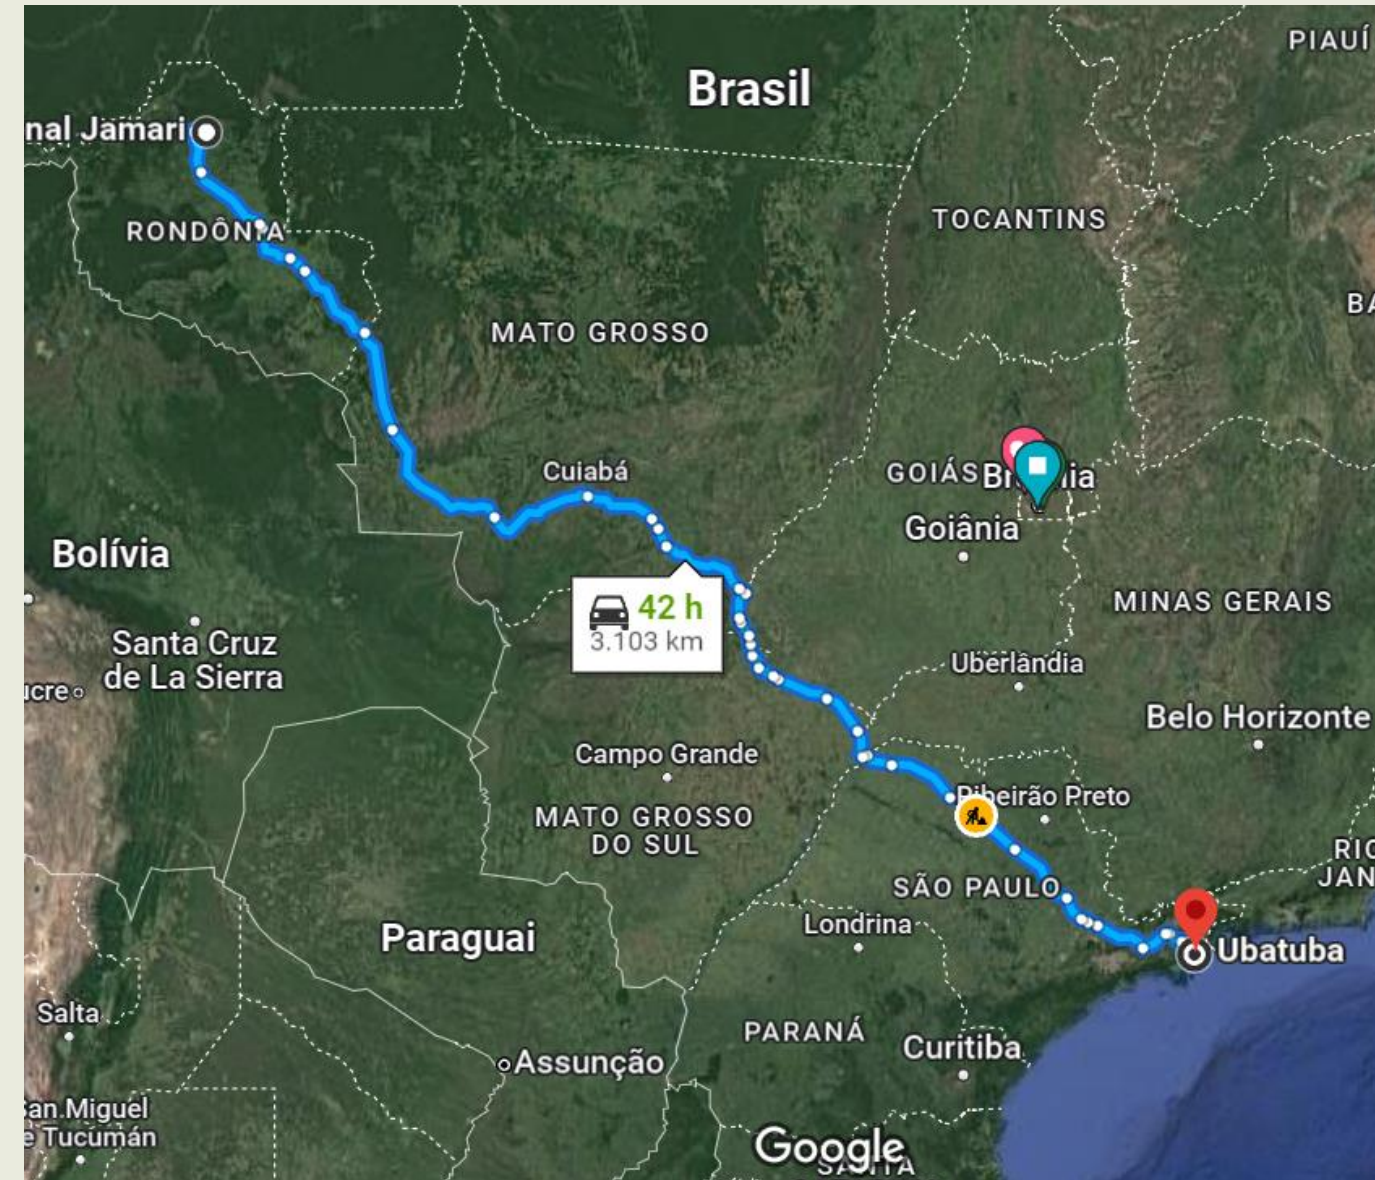 PIAUÍ
Brasil
nal Jamari
TOCANTINS
RONDÔNIA
BA
MATO GROSSO
Cuiabá
GOIÁS
Goiânia
Bolívia
42 h
3.103 km
MINAS GERAIS
Santa Cruz
de La Sierra
Uberlândia
ucre
Belo Horizonte
Campo Grande
Ribeirão Preto
MATO GROSSO
DO SUL
RIO
JAN
SÃO PAULO
Londrina
Paraguai
Ubatuba
Salta
PARANÁ
Curitiba
Assunção
San Miguel
e Tucumán
Google